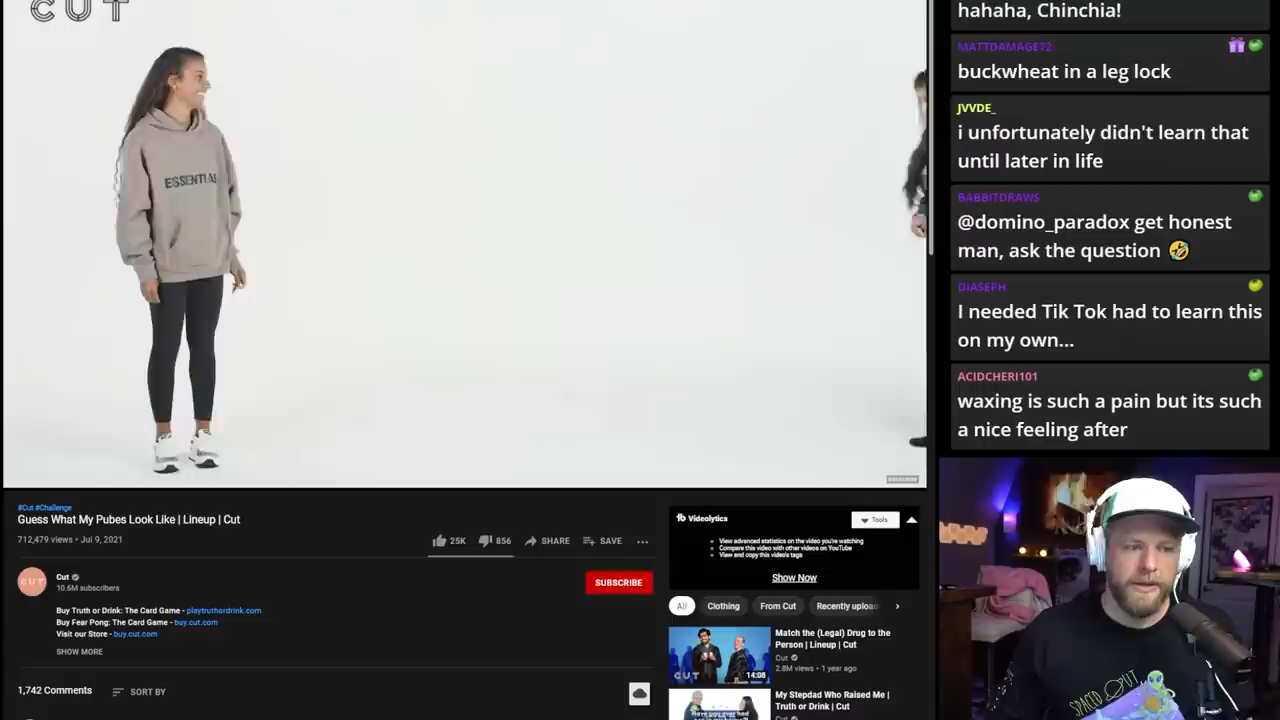 CUT
ESSENTIAL
#Cut #Challenge
Guess What My Pubes Look Like | Lineup | Cut
712,479 views • Jul 9, 2021
25K
856
SHARE
SAVE
CUT
Cut
10.6M subscribers
SUBSCRIBE
Buy Truth or Drink: The Card Game - playtruthordrink.com
Buy Fear Pong: The Card Game - buy.cut.com
Visit our Store - buy.cut.com
SHOW MORE
1,742 Comments
SORT BY
Videolytics
Tools
View advanced statistics on the video you're watching
Compare this video with other videos on YouTube
View and copy this video's tags
Show Now
All
Clothing
From Cut
Recently uploa
CUT
14:08
Match the (Legal) Drug to the
Person | Lineup | Cut
Cut
2.8M views • 1 year ago
My Stepdad Who Raised Me |
Truth or Drink | Cut
hahaha, Chinchia!
MATTDAMAGE72
buckwheat in a leg lock
JVVDE_
i unfortunately didn't learn that
until later in life
BABBITDRAWS
@domino_paradox get honest
man, ask the question 🤣
DIASEPH
I needed Tik Tok had to learn this
on my own...
ACIDCHERI101
waxing is such a pain but its such
a nice feeling after
SPACED OUT